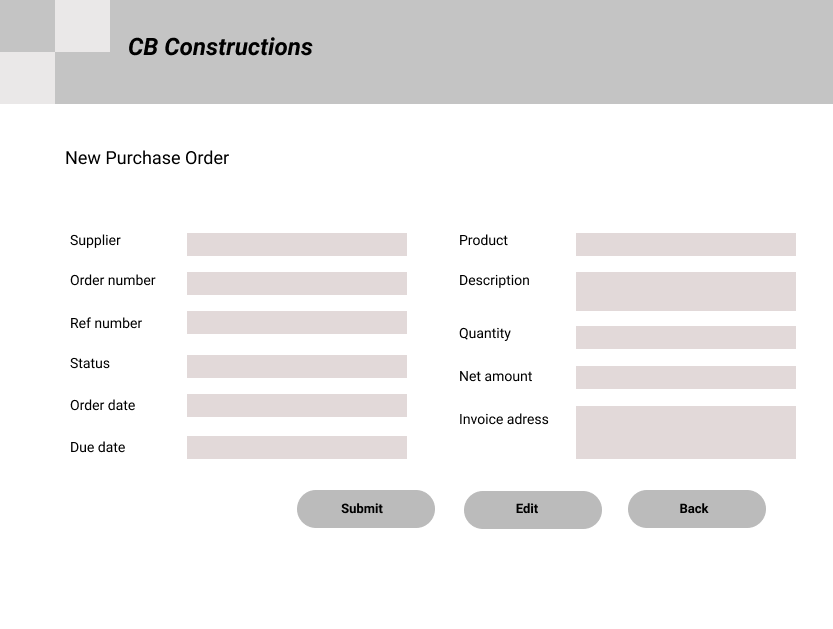 CB Constructions
New Purchase Order
Supplier
Order number
Ref number
Status
Order date
Due date
Product
Description
Quantity
Net amount
Invoice adress
Submit
Edit
Back